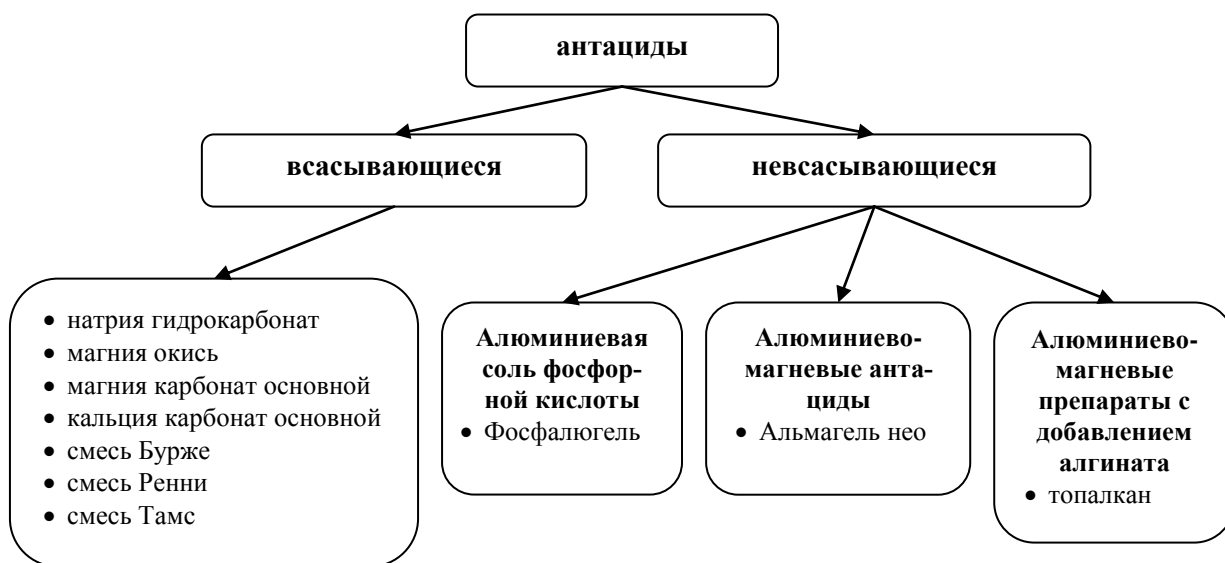 антациды
всасывающиеся
невсасывающиеся
• натрия гидрокарбонат
• магния окись
• магния карбонат основной
• кальция карбонат основной
• смесь Бурже
• смесь Ренни
• смесь Тамс
Алюминиевая
соль фосфор-
ной кислоты
• Фосфалюгель
Алюминиево-
магневые анта-
циды
• Альмагель нео
Алюминиево-
магневые
препараты с
добавлением
алгината
• топалкан